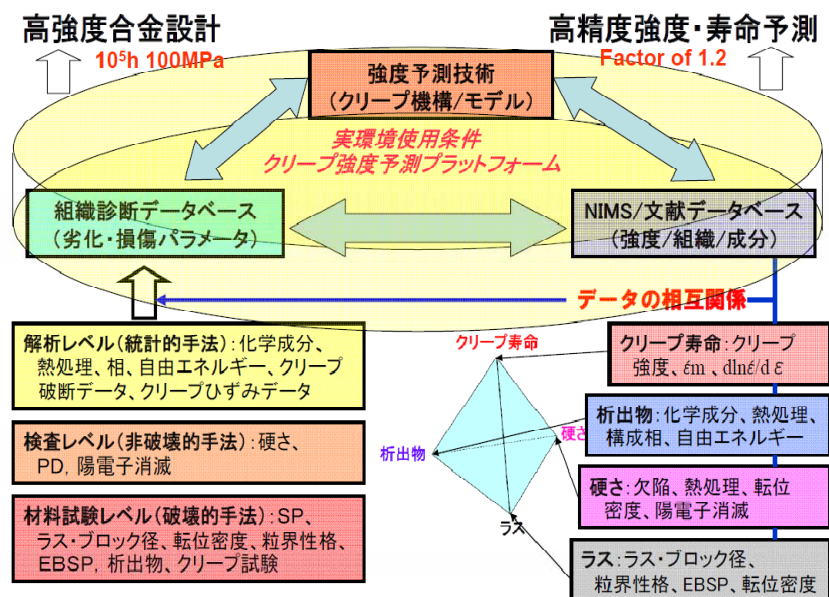 高強度合金設計
10⁵h 100MPa
高精度強度・寿命予測
Factor of 1.2
強度予測技術
(クリープ機構/モデル)
実環境使用条件
クリープ強度予測プラットフォーム
組織診断データベース
(劣化・損傷パラメータ)
NIMS/文献データベース
(強度/組織/成分)
データの相互関係
解析レベル(統計的手法):化学成分、
熱処理、相、自由エネルギー、クリープ
破断データ、クリープひずみデータ
検査レベル(非破壊的手法):硬さ、
PD, 陽電子消滅
材料試験レベル(破壊的手法):SP、
ラス・ブロック径、転位密度、粒界性格、
EBSP, 析出物、クリープ試験
クリープ寿命
析出物
硬さ
ラス
クリープ寿命:クリープ
強度、ε̇m 、dlnε̇/dε
析出物:化学成分、熱処理、
構成相、自由エネルギー
硬さ:欠陥、熱処理、転位
密度、陽電子消滅
ラス:ラス・ブロック径、
粒界性格、EBSP、転位密度